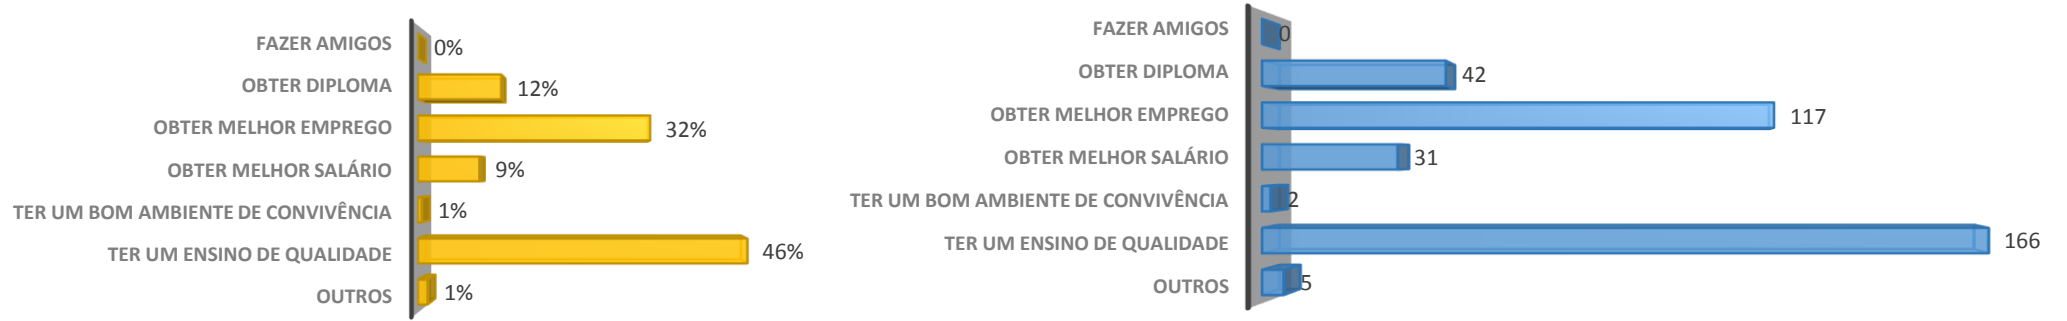 FAZER AMIGOS 0%
OBTER DIPLOMA 12%
OBTER MELHOR EMPREGO 32%
OBTER MELHOR SALÁRIO 9%
TER UM BOM AMBIENTE DE CONVIVÊNCIA 1%
TER UM ENSINO DE QUALIDADE 46%
OUTROS 1%
FAZER AMIGOS 0
OBTER DIPLOMA 42
OBTER MELHOR EMPREGO 117
OBTER MELHOR SALÁRIO 31
TER UM BOM AMBIENTE DE CONVIVÊNCIA 2
TER UM ENSINO DE QUALIDADE 166
OUTROS 5